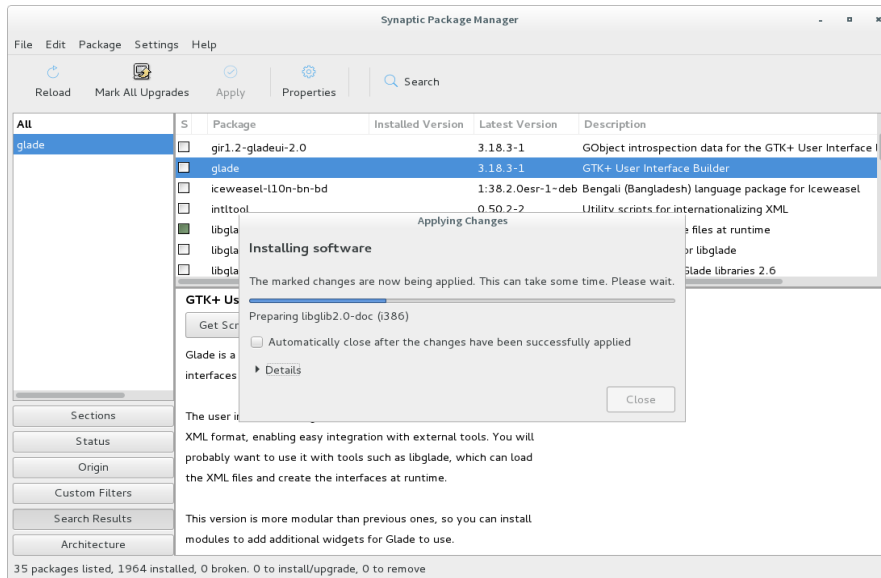 Synaptic Package Manager
File Edit Package Settings Help
Reload Mark All Upgrades Apply Properties Search
All
glade
S Package Installed Version Latest Version Description
gir1.2-gladeui-2.0 3.18.3-1 GObject introspection data for the GTK+ User Interface
glade 3.18.3-1 GTK+ User Interface Builder
iceweasel-l10n-bn-bd 1:38.2.0esr-1~deb Bengali (Bangladesh) language package for Iceweasel
intltool 0.50.2-2 Utility scripts for internationalizing XML
libgla files at runtime
libgla or libglade
libgla Glade libraries 2.6
Applying Changes
Installing software
The marked changes are now being applied. This can take some time. Please wait.
Preparing libglib2.0-doc (i386)
Automatically close after the changes have been successfully applied
Details
Close
GTK+ Us
Get Scr
Glade is a
interfaces
The user in
XML format, enabling easy integration with external tools. You will
probably want to use it with tools such as libglade, which can load
the XML files and create the interfaces at runtime.
This version is more modular than previous ones, so you can install
modules to add additional widgets for Glade to use.
Sections
Status
Origin
Custom Filters
Search Results
Architecture
35 packages listed, 1964 installed, 0 broken. 0 to install/upgrade, 0 to remove